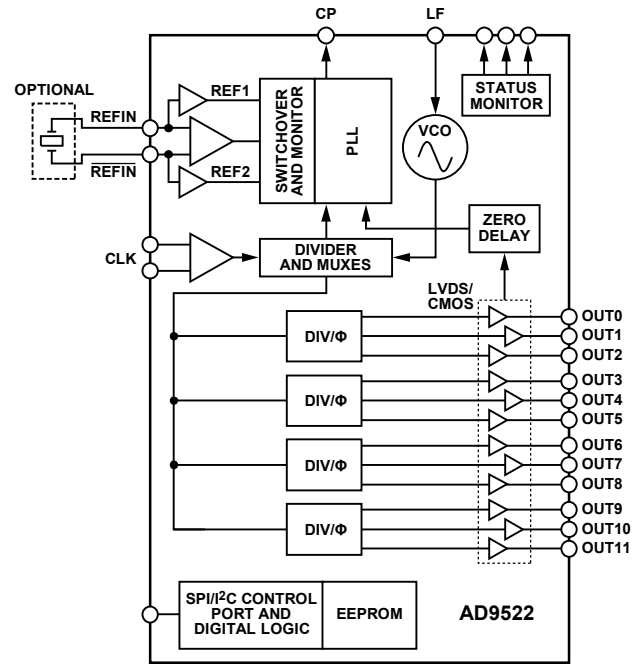 CP
LF
OPTIONAL
REFIN
REFIN
REF1
REF2
SWITCHOVER
AND MONITOR
PLL
VCO
STATUS
MONITOR
ZERO
DELAY
CLK
DIVIDER
AND MUXES
LVDS/
CMOS
DIV/Φ
DIV/Φ
DIV/Φ
DIV/Φ
OUT0
OUT1
OUT2
OUT3
OUT4
OUT5
OUT6
OUT7
OUT8
OUT9
OUT10
OUT11
SPI/I²C CONTROL
PORT AND
DIGITAL LOGIC
EEPROM
AD9522